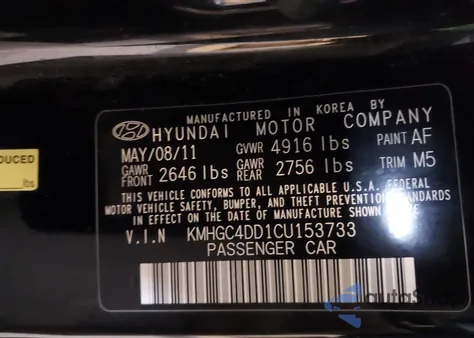 MANUFACTURED IN KOREA BY
HYUNDAI MOTOR COMPANY
MAY/08/11 GVWR 4916 lbs PAINT AF
GAWR FRONT 2646 lbs GAWR REAR 2756 lbs TRIM M5
THIS VEHICLE CONFORMS TO ALL APPLICABLE U.S.A. FEDERAL
MOTOR VEHICLE SAFETY, BUMPER, AND THEFT PREVENTION STANDARDS
IN EFFECT ON THE DATE OF MANUFACTURE SHOWN ABOVE.
V.I.N KMHGC4DD1CU153733
PASSENGER CAR
DUCED
lbs